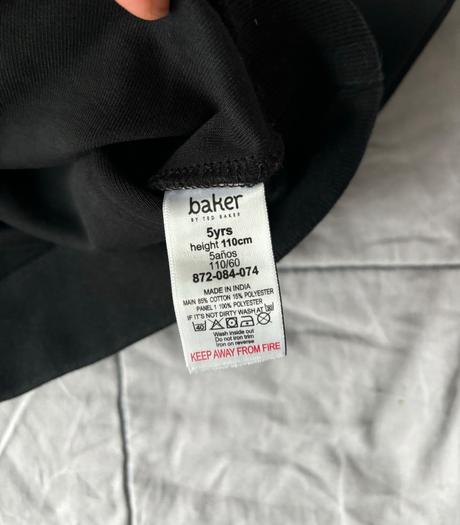 baker
BY TED BAKER
5yrs
height 110cm
5años
110/60
872-084-074
MADE IN INDIA
MAIN 85% COTTON 15% POLYESTER
PANEL 1 100% POLYESTER
IF IT'S NOT DIRTY WASH AT 30
40
Wash inside out
Do not iron trim
Iron on reverse
KEEP AWAY FROM FIRE